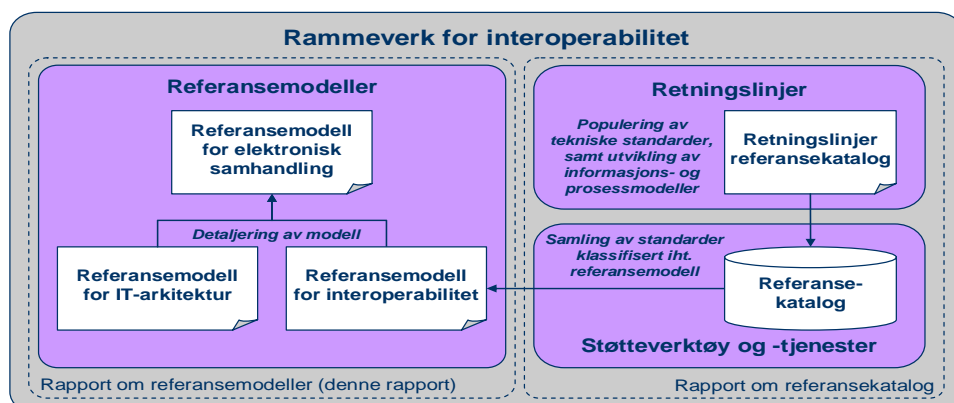 Rammeverk for interoperabilitet
Referansemodeller
Referansemodell
for elektronisk
samhandling
Detaljering av modell
Referansemodell
for IT-arkitektur
Referansemodell
for interoperabilitet
Rapport om referansemodeller (denne rapport)
Retningslinjer
Populering av
tekniske standarder,
samt utvikling av
informasjons- og
prosessmodeller
Retningslinjer
referansekatalog
Samling av standarder
klassifisert iht.
referansemodell
Referanse-
katalog
Støtteverktøy og -tjenester
Rapport om referansekatalog